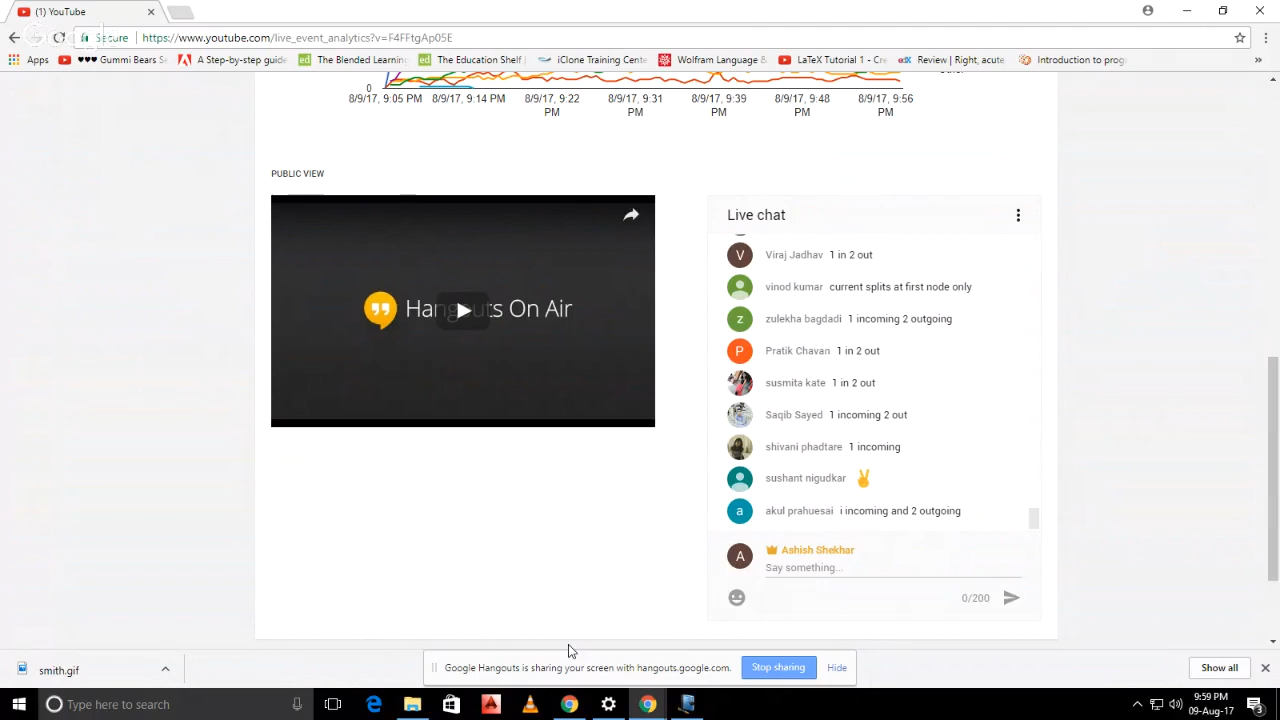 (1) YouTube
Secure https://www.youtube.com/live_event_analytics?v=F4FFtgAp05E
Apps ♥♥♥ Gummi Bears S A Step-by-step guide The Blended Learning The Education Shelf iClone Training Cente Wolfram Language & LaTeX Tutorial 1 - Cre Review | Right, acute Introduction to prog
0
8/9/17, 9:05 PM 8/9/17, 9:14 PM 8/9/17, 9:22 PM 8/9/17, 9:31 PM 8/9/17, 9:39 PM 8/9/17, 9:48 PM 8/9/17, 9:56 PM
PUBLIC VIEW
Hangouts On Air
Live chat
V Viraj Jadhav 1 in 2 out
vinod kumar current splits at first node only
z zulekha bagdadi 1 incoming 2 outgoing
P Pratik Chavan 1 in 2 out
susmita kate 1 in 2 out
Saqib Sayed 1 incoming 2 out
shivani phadtare 1 incoming
sushant nigudkar ✌
a akul prahuesai i incoming and 2 outgoing
A Ashish Shekhar
Say something...
0/200
smith.gif
Google Hangouts is sharing your screen with hangouts.google.com. Stop sharing Hide
Show all
Type here to search
9:59 PM
09-Aug-17
3